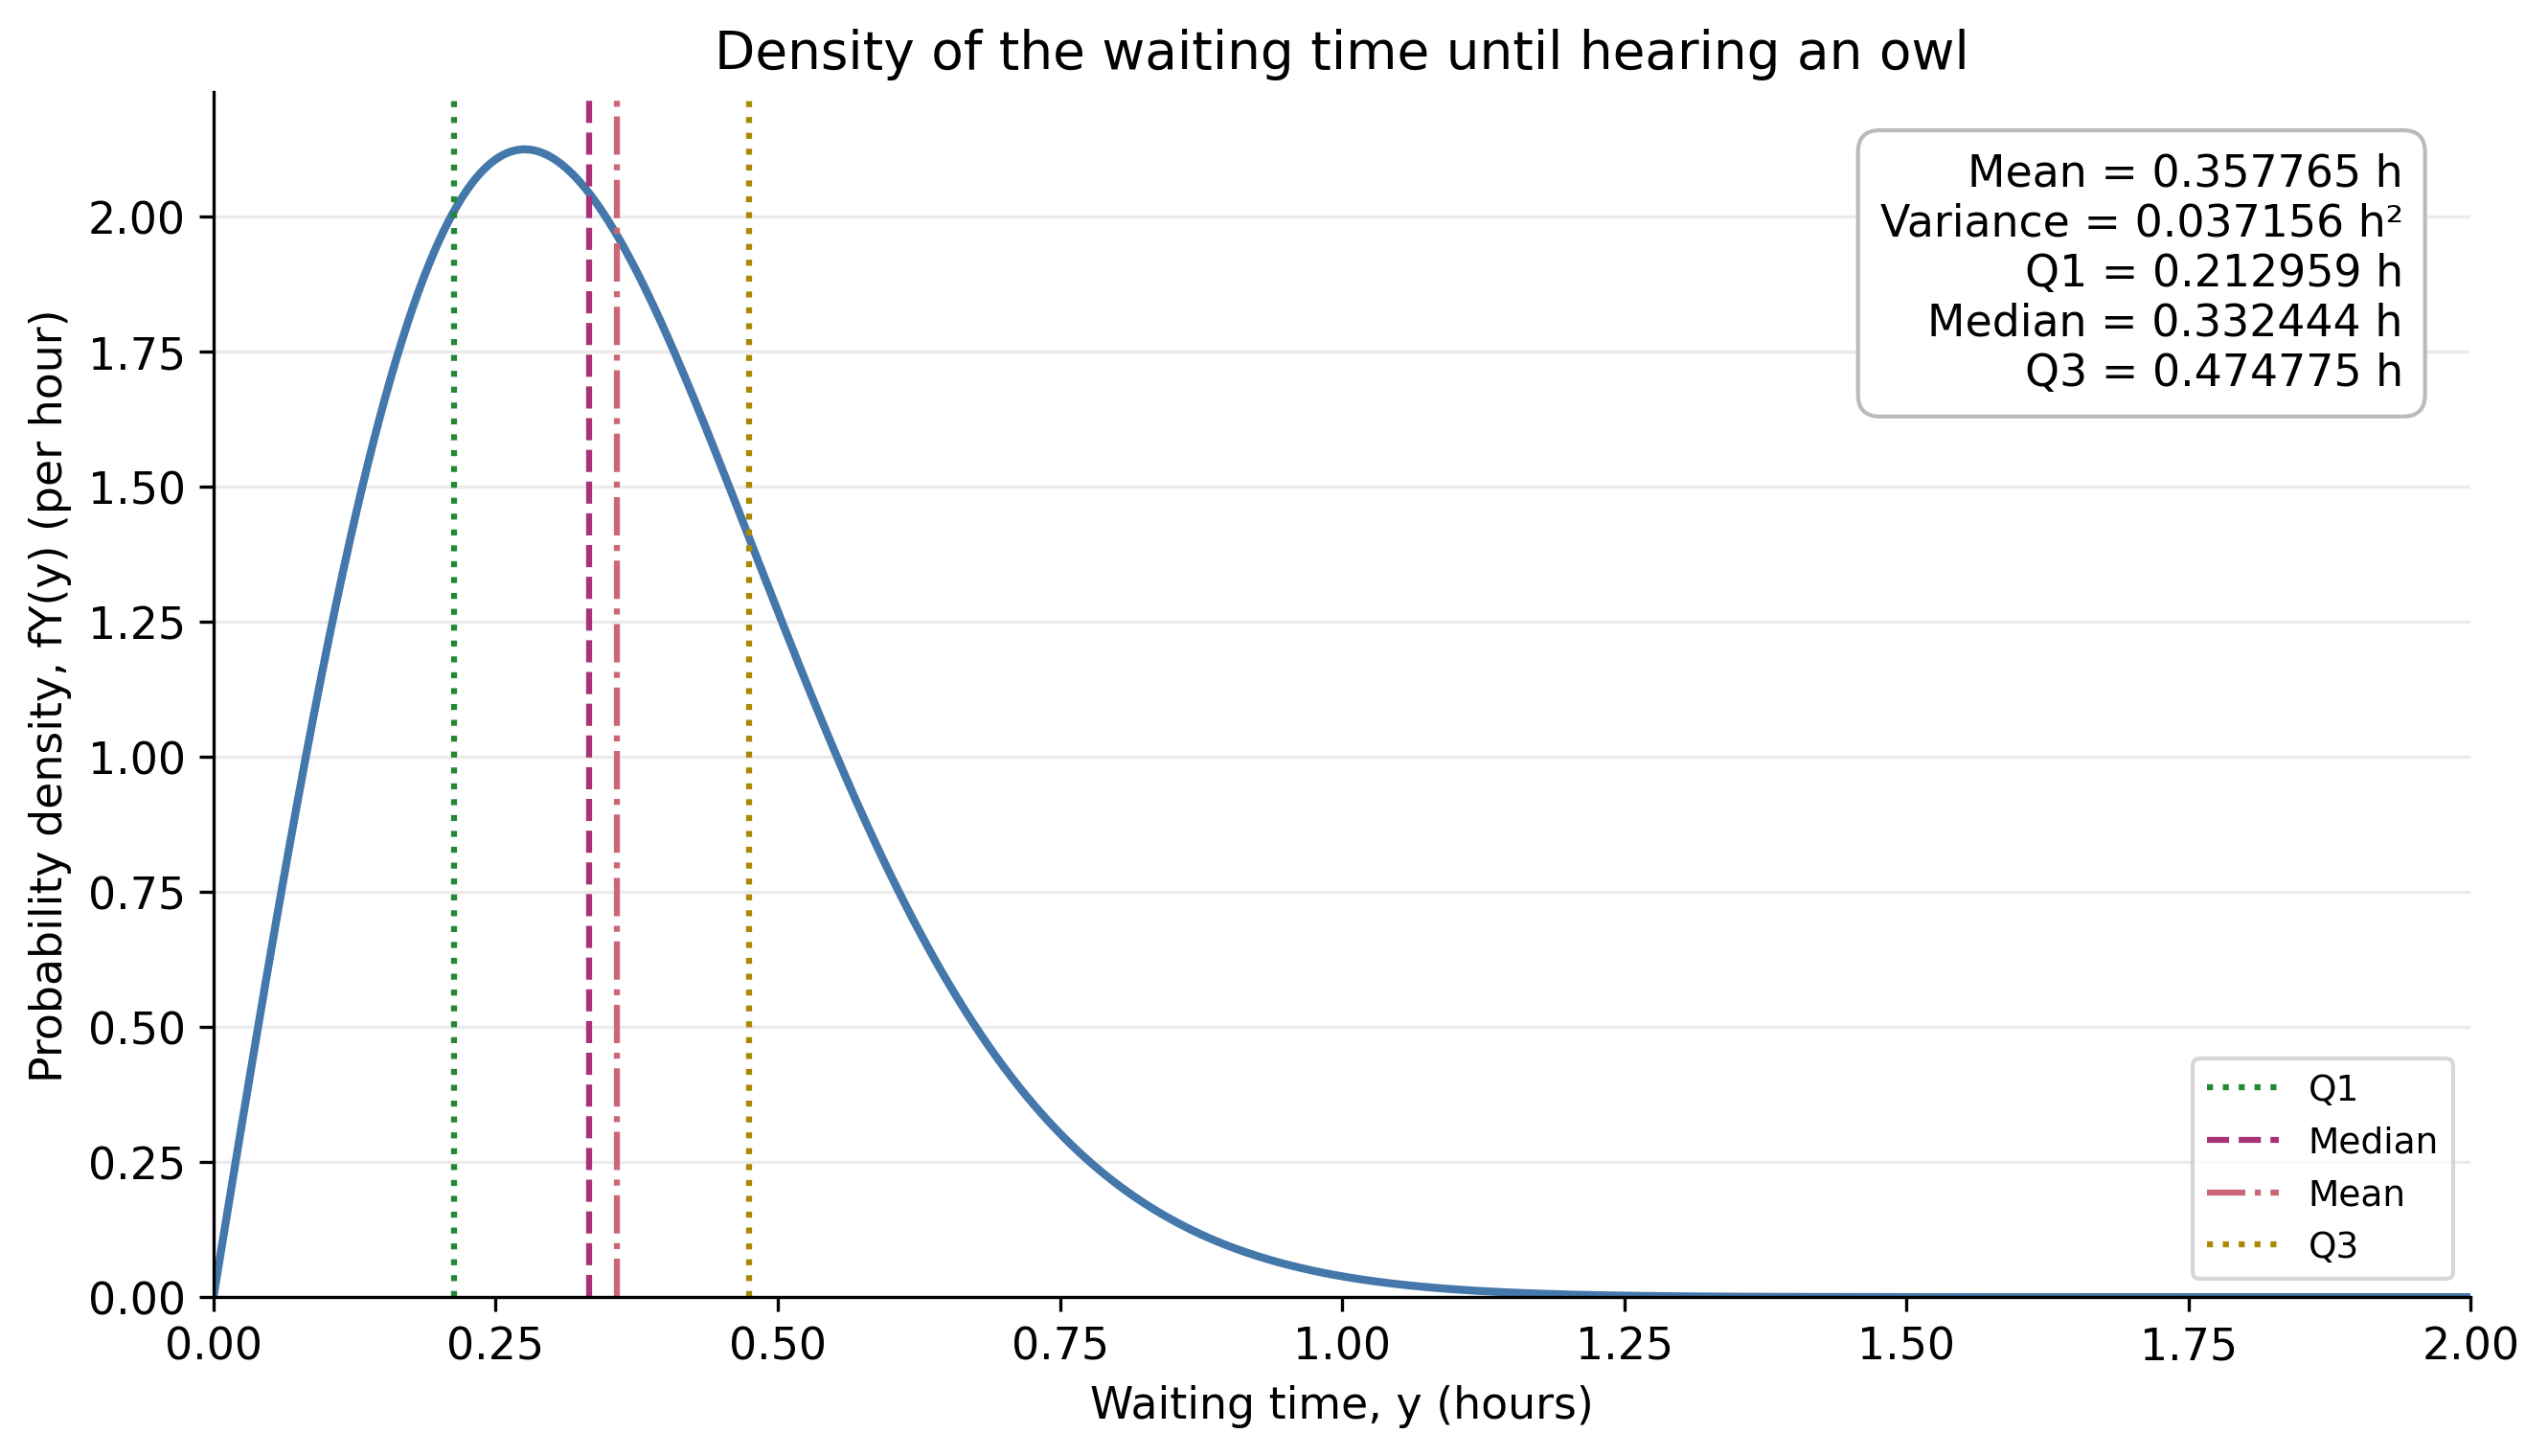 Density of the waiting time until hearing an owl
Mean = 0.357765 h
Variance = 0.037156 h²
Q1 = 0.212959 h
Median = 0.332444 h
Q3 = 0.474775 h
Probability density, fY(y) (per hour)
2.00
1.75
1.50
1.25
1.00
0.75
0.50
0.25
0.00
Q1
Median
Mean
Q3
0.00 0.25 0.50 0.75 1.00 1.25 1.50 1.75 2.00
Waiting time, y (hours)